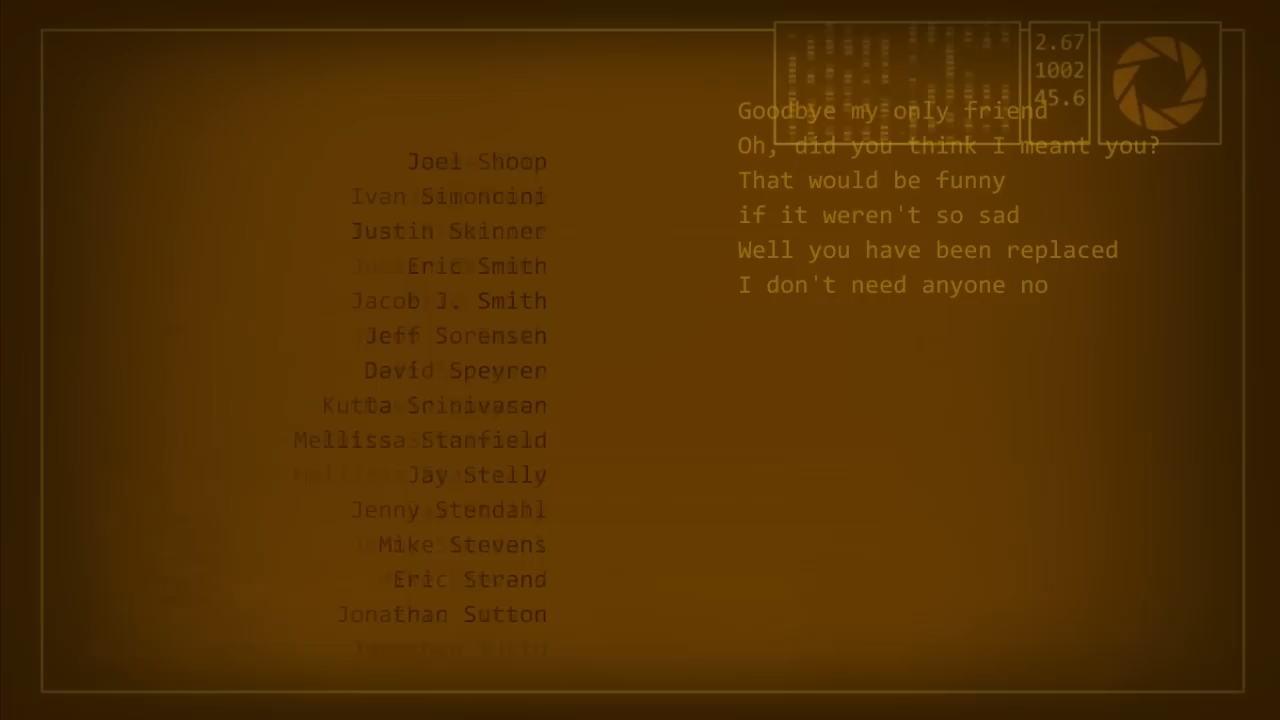 2.67
1002
45.6
Joel Shoop
Ivan Simoncini
Justin Skinner
Eric Smith
Jacob J. Smith
Jeff Sorensen
David Speyrer
Kutta Srinivasan
Mellissa Stanfield
Jay Stelly
Jenny Stendahl
Mike Stevens
Eric Strand
Jonathan Sutton
Goodbye my only friend
Oh, did you think I meant you?
That would be funny
if it weren't so sad
Well you have been replaced
I don't need anyone no